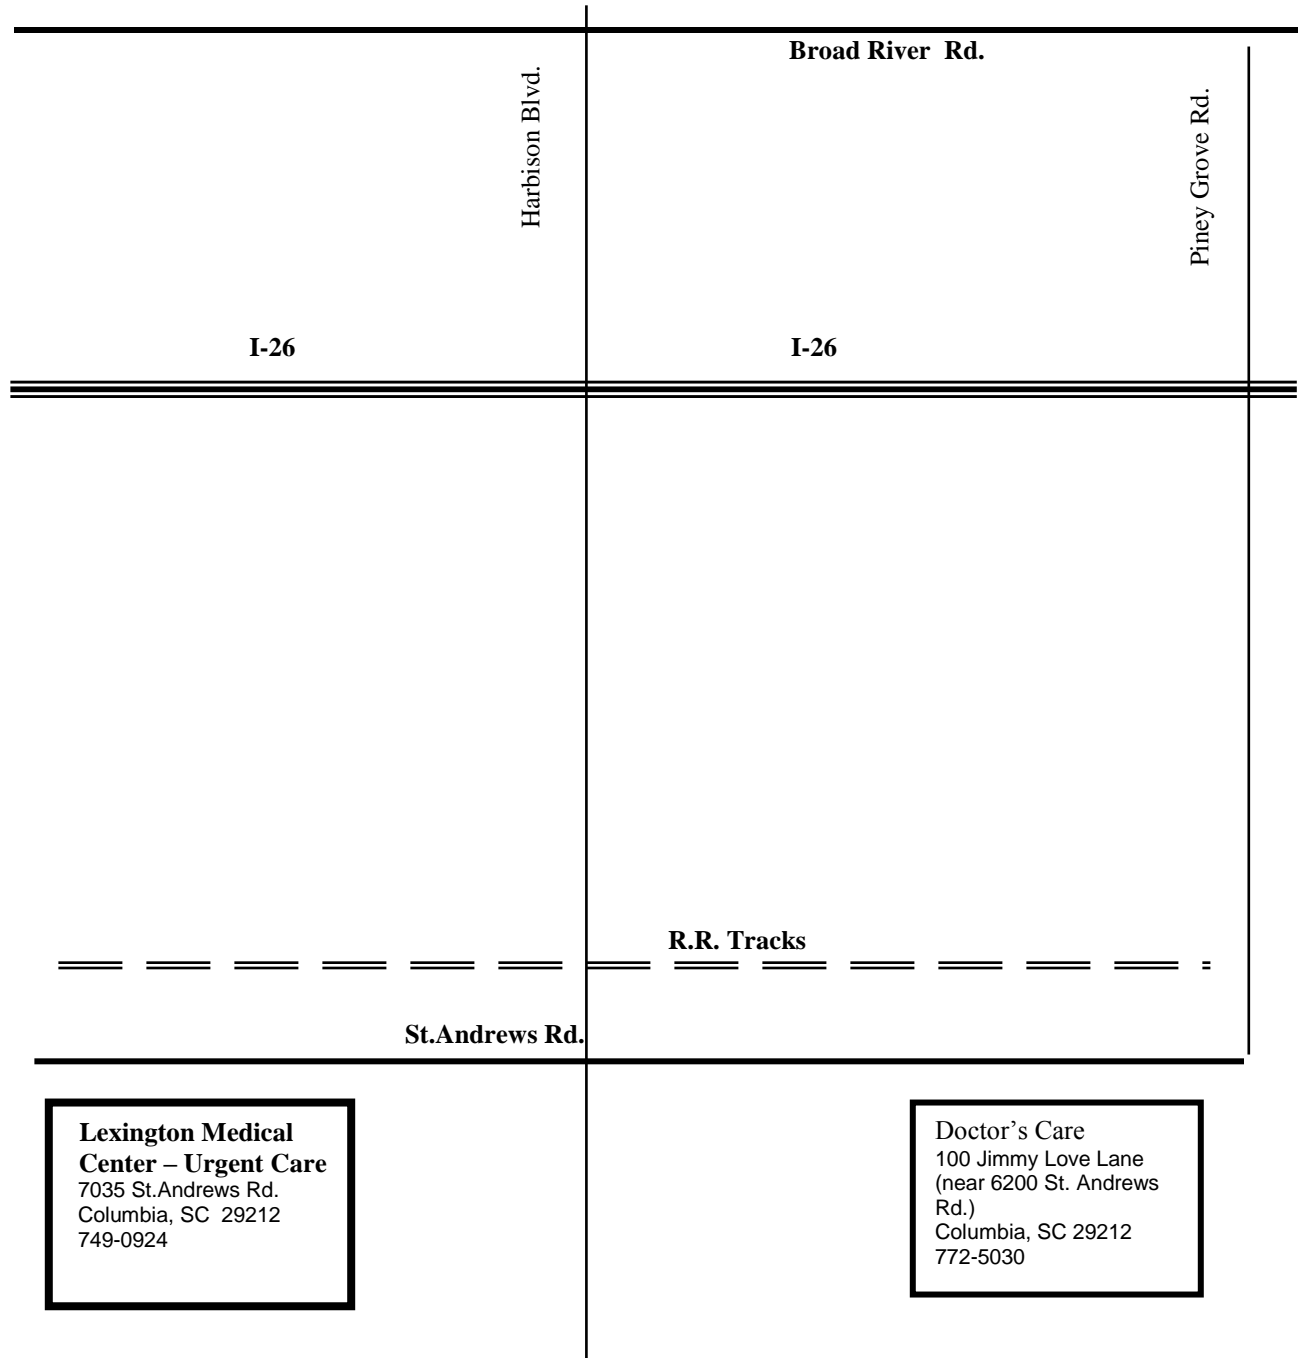 Broad River  Rd.
Harbison Blvd.
Piney Grove Rd.
I-26
I-26
R.R. Tracks
St.Andrews Rd.
Lexington Medical
Center – Urgent Care
7035 St.Andrews Rd.
Columbia, SC  29212
749-0924
Doctor’s Care
100 Jimmy Love Lane
(near 6200 St. Andrews
Rd.)
Columbia, SC 29212
772-5030